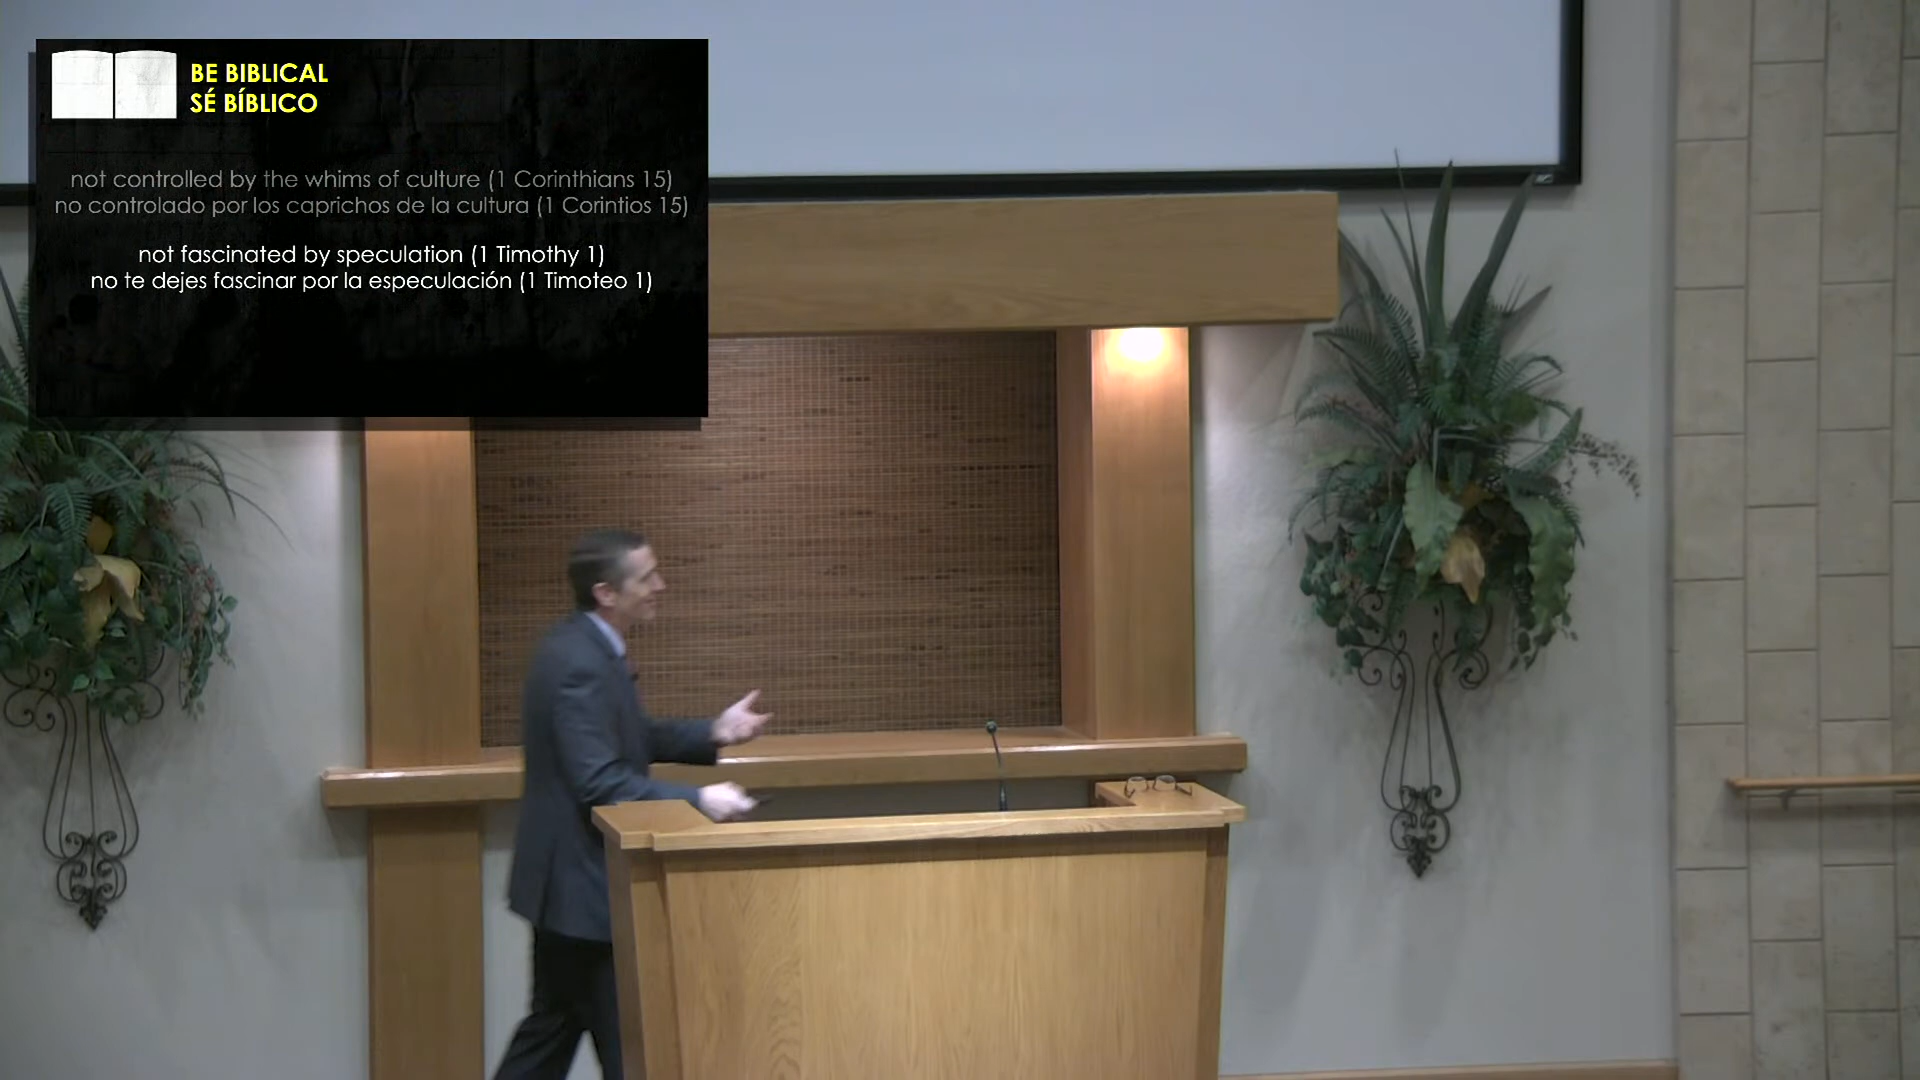 BE BIBLICAL
SÉ BÍBLICO
not controlled by the whims of culture (1 Corinthians 15)
no controlado por los caprichos de la cultura (1 Corintios 15)
not fascinated by speculation (1 Timothy 1)
no te dejes fascinar por la especulación (1 Timoteo 1)